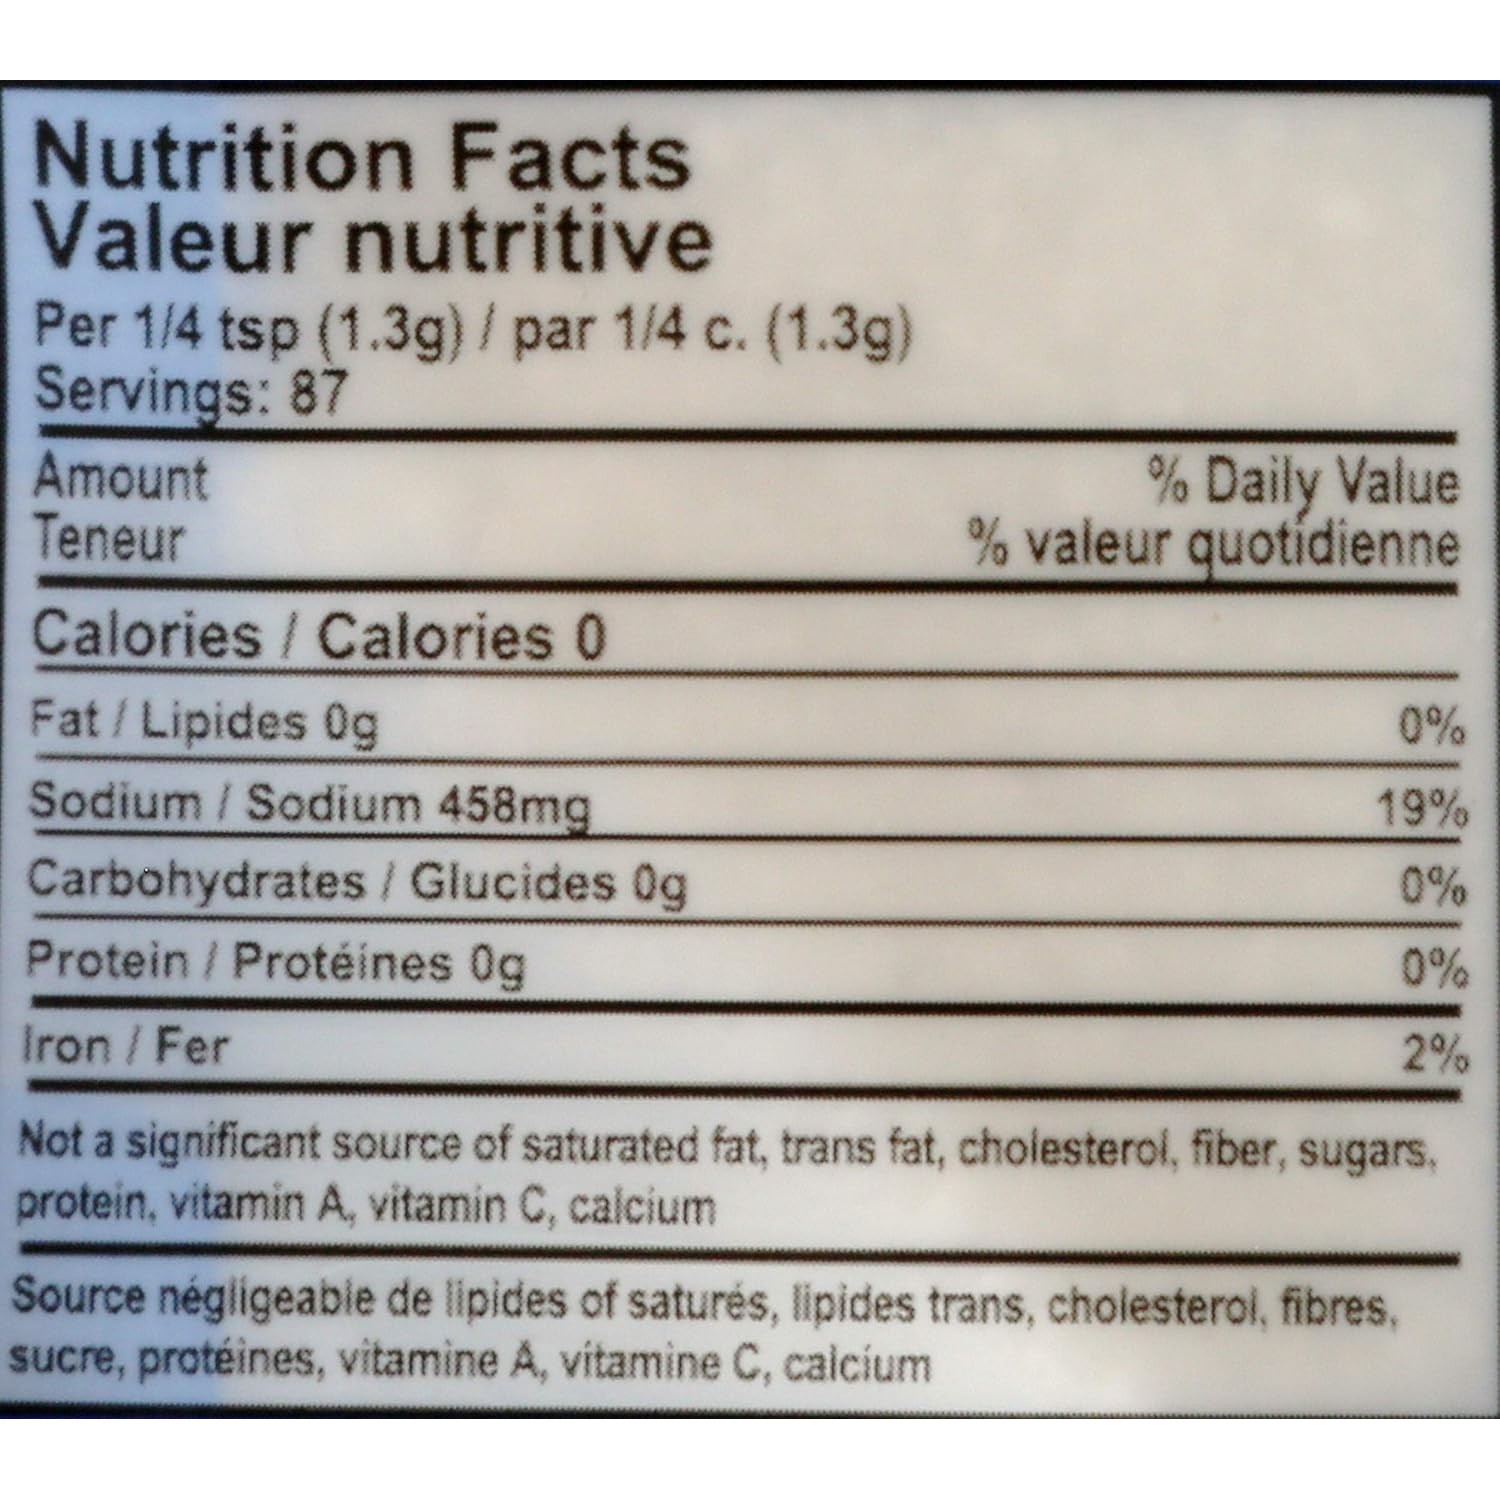 Nutrition Facts
Valeur nutritive
Per 1/4 tsp (1.3g) / par 1/4 c. (1.3g)
Servings: 87
Amount % Daily Value
Teneur % valeur quotidienne
Calories / Calories 0
Fat / Lipides 0g 0%
Sodium / Sodium 458mg 19%
Carbohydrates / Glucides 0g 0%
Protein / Protéines 0g 0%
Iron / Fer 2%
Not a significant source of saturated fat, trans fat, cholesterol, fiber, sugars,
protein, vitamin A, vitamin C, calcium
Source négligeable de lipides of saturés, lipides trans, cholesterol, fibres,
sucre, protéines, vitamine A, vitamine C, calcium